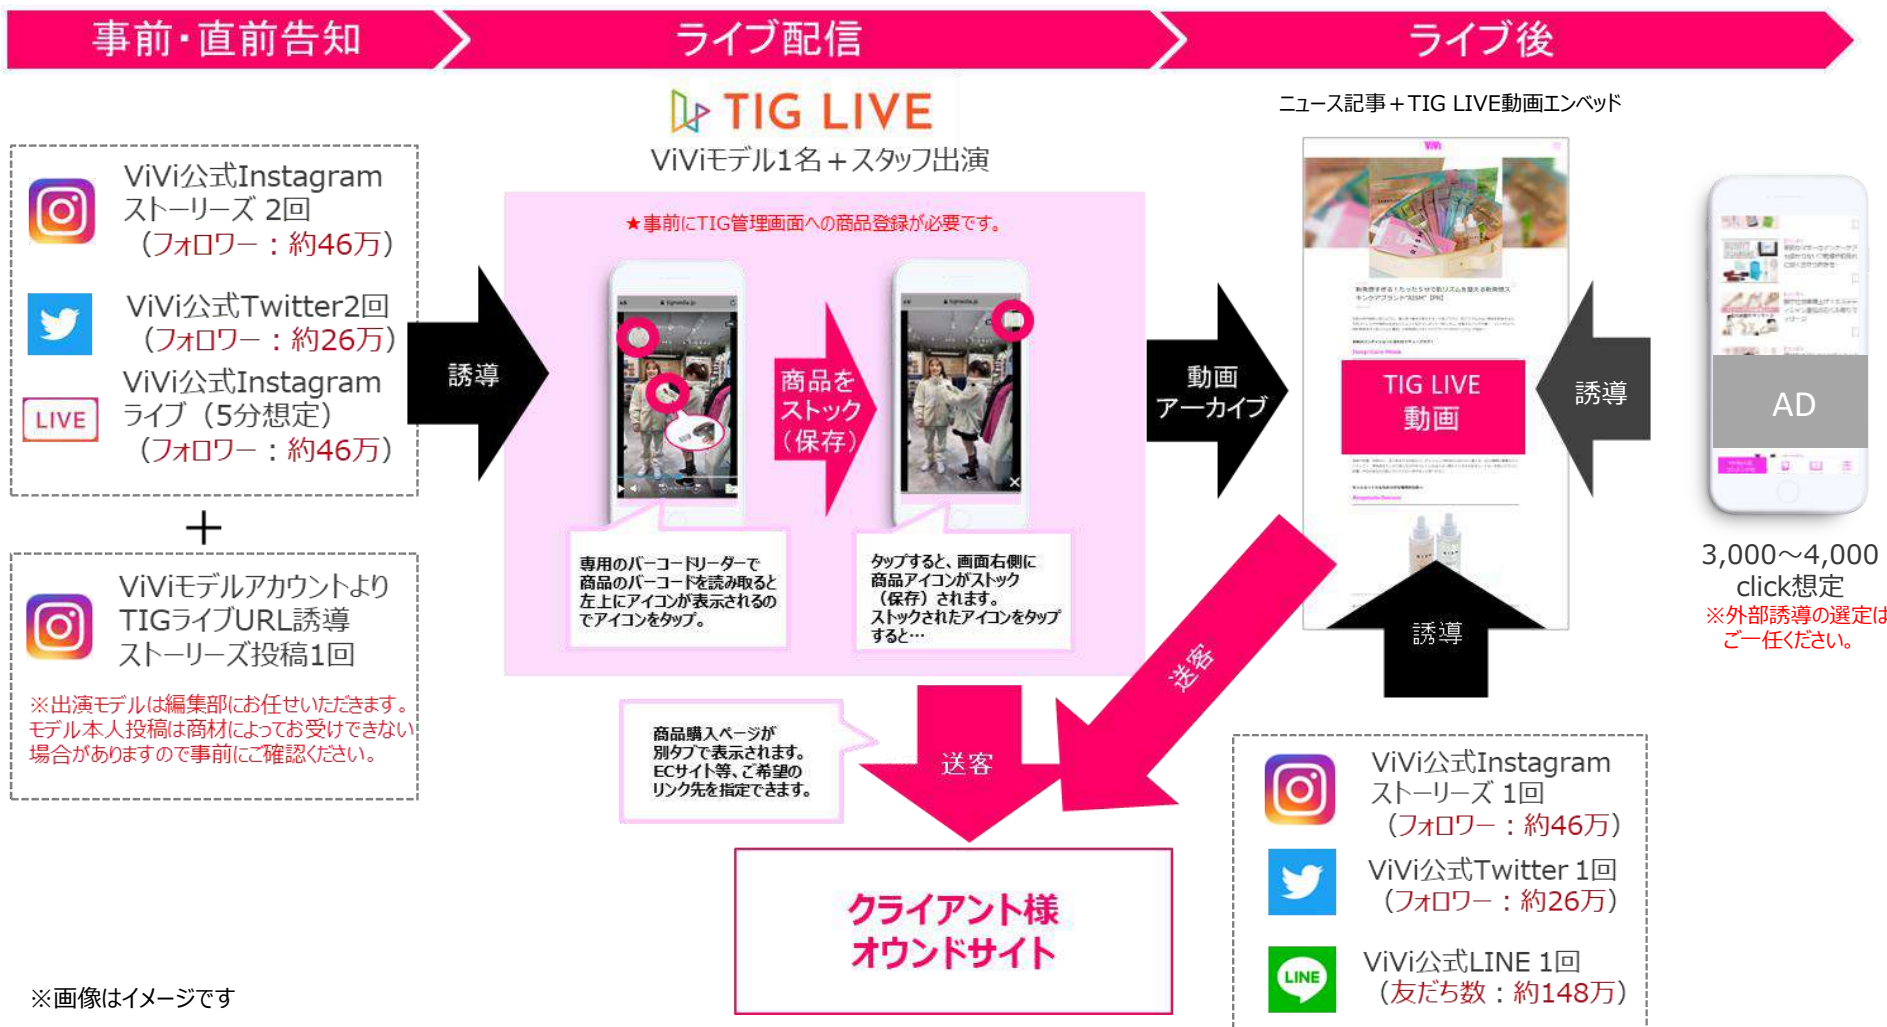 事前・直前告知
ライブ配信
ライブ後
TIG LIVE
ViViモデル1名+スタッフ出演
ニュース記事+TIG LIVE動画エンベッド
ViVi公式Instagram
ストーリーズ 2回
(フォロワー:約46万)
ViVi公式Twitter2回
(フォロワー:約26万)
LIVE
ViVi公式Instagram
ライブ(5分想定)
(フォロワー:約46万)
+
ViViモデルアカウントより
TIGライブURL誘導
ストーリーズ投稿1回
※出演モデルは編集部にお任せいただきます。
モデル本人投稿は商材によってお受けできない
場合がありますので事前にご確認ください。
誘導
★事前にTIG管理画面への商品登録が必要です。
tigmedia.jp
商品を
ストック
(保存)
tigmedia.jp
専用のバーコードリーダーで
商品のバーコードを読み取ると
左上にアイコンが表示されるの
でアイコンをタップ。
タップすると、画面右側に
商品アイコンがストック
(保存)されます。
ストックされたアイコンをタップ
すると…
商品購入ページが
別タブで表示されます。
ECサイト等、ご希望の
リンク先を指定できます。
送客
送客
クライアント様
オウンドサイト
動画
アーカイブ
ViVi
TIG LIVE
動画
誘導
AD
3,000~4,000
click想定
※外部誘導の選定は
ご一任ください。
誘導
ViVi公式Instagram
ストーリーズ 1回
(フォロワー:約46万)
ViVi公式Twitter 1回
(フォロワー:約26万)
LINE
ViVi公式LINE 1回
(友だち数:約148万)
※画像はイメージです